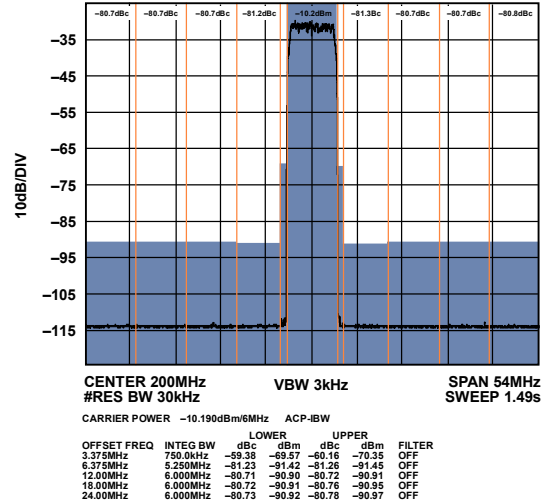 −80.7dBc −80.7dBc −80.7dBc −81.2dBc −10.2dBm −81.3Bc −80.7dBc −80.7dBc −80.8dBc
−35
−45
−55
−65
−75
−85
−95
−105
−115
10dB/DIV
CENTER 200MHz VBW 3kHz SPAN 54MHz
#RES BW 30kHz SWEEP 1.49s
CARRIER POWER −10.190dBm/6MHz ACP-IBW
LOWER UPPER
OFFSET FREQ INTEG BW dBc dBm dBc dBm FILTER
3.375MHz 750.0kHz −59.38 −69.57 −60.16 −70.35 OFF
6.375MHz 5.250MHz −81.23 −91.42 −81.26 −91.45 OFF
12.00MHz 6.000MHz −80.71 −90.90 −80.72 −90.91 OFF
18.00MHz 6.000MHz −80.72 −90.91 −80.76 −90.95 OFF
24.00MHz 6.000MHz −80.73 −90.92 −80.78 −90.97 OFF